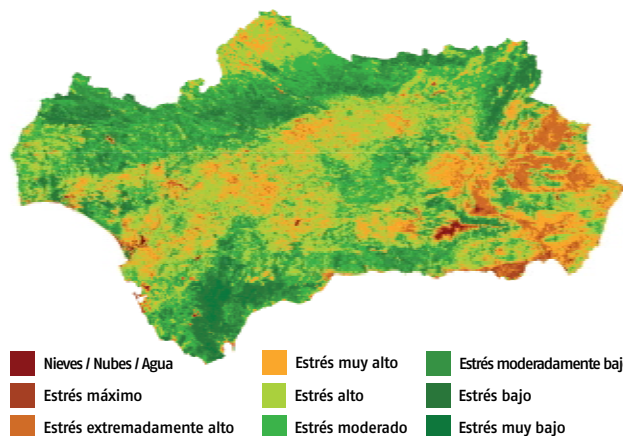 Nieves / Nubes / Agua
Estrés máximo
Estrés extremadamente alto
Estrés muy alto
Estrés alto
Estrés moderado
Estrés moderadamente baj
Estrés bajo
Estrés muy bajo